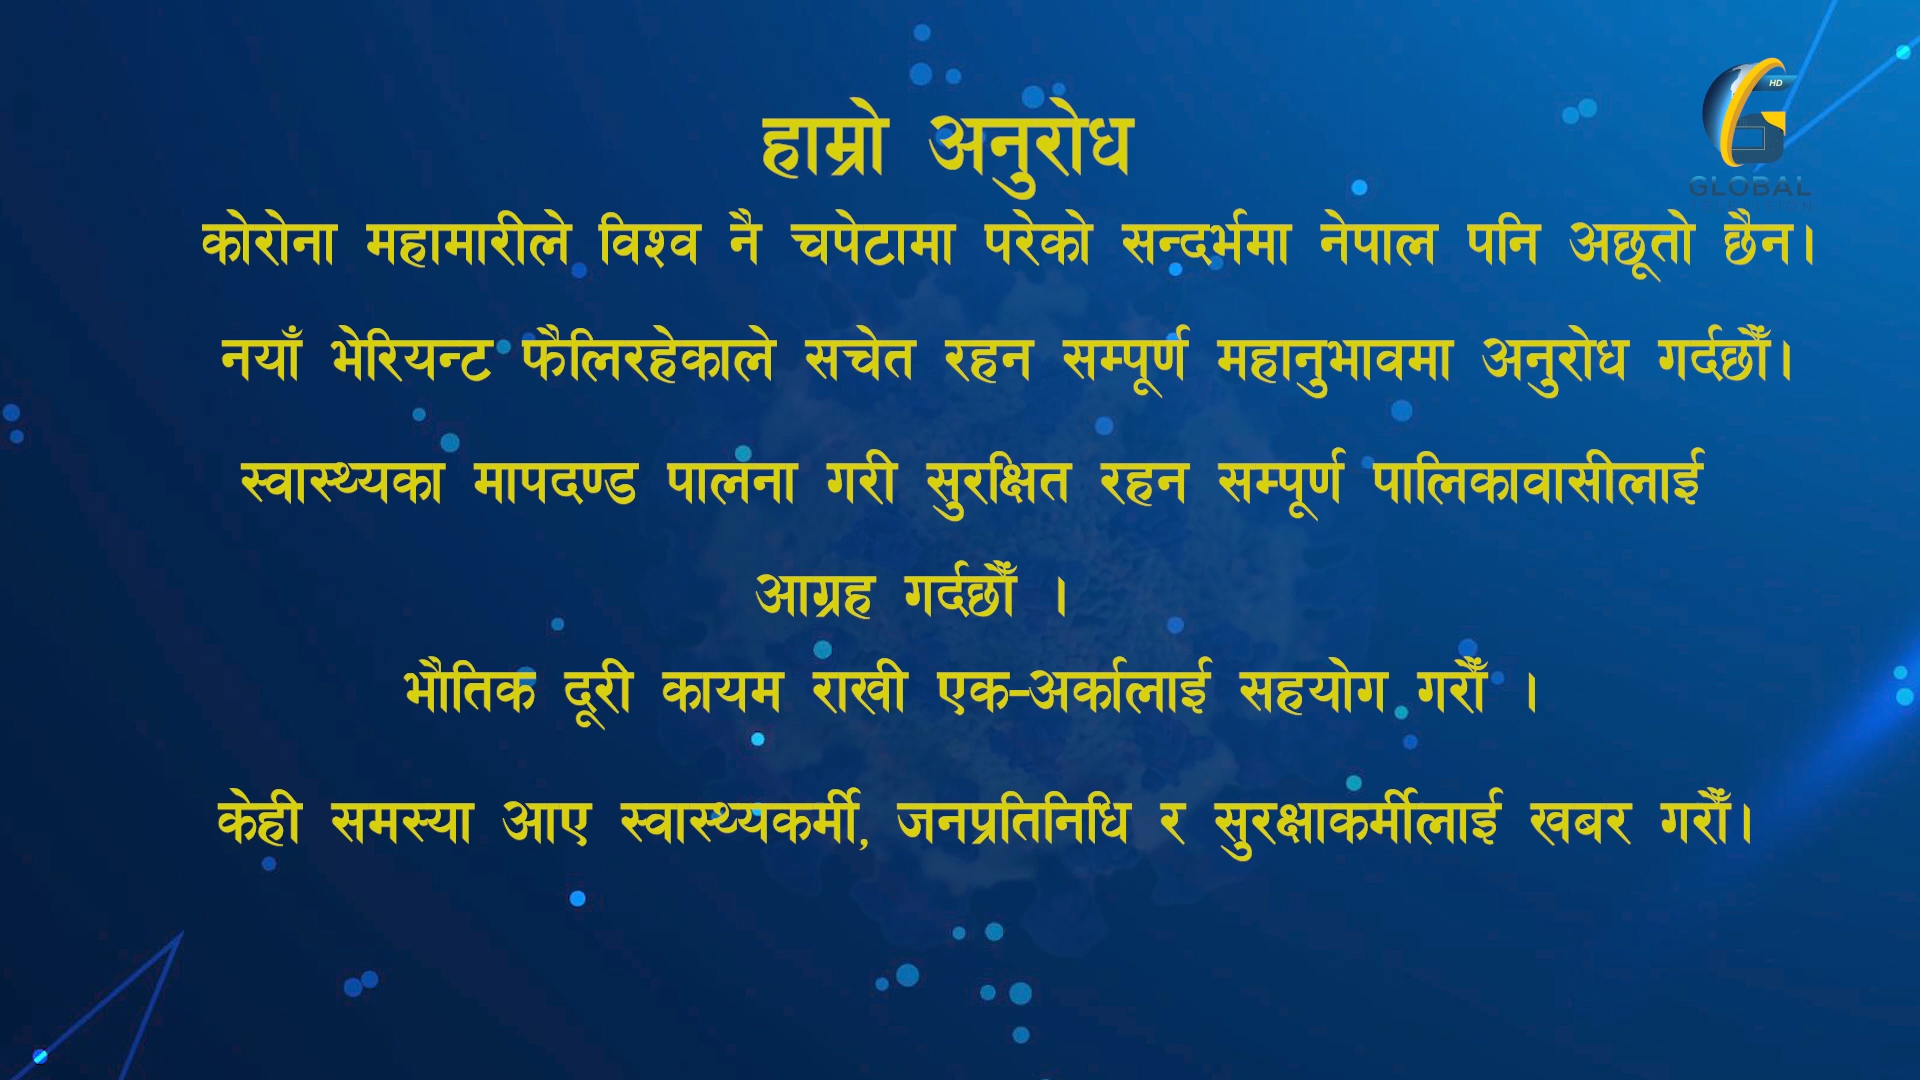 HD
GLOBAL
हाम्रो अनुरोध
कोरोना महामारीले विश्व नै चपेटामा परेको सन्दर्भमा नेपाल पनि अछूतो छैन।
नयाँ भेरियन्ट फैलिरहेकाले सचेत रहन सम्पूर्ण महानुभावमा अनुरोध गर्दछौँ।
स्वास्थ्यका मापदण्ड पालना गरी सुरक्षित रहन सम्पूर्ण पालिकावासीलाई
आग्रह गर्दछौँ ।
भौतिक दूरी कायम राखी एक-अर्कालाई सहयोग गरौँ ।
केही समस्या आए स्वास्थ्यकर्मी, जनप्रतिनिधि र सुरक्षाकर्मीलाई खबर गरौँ।